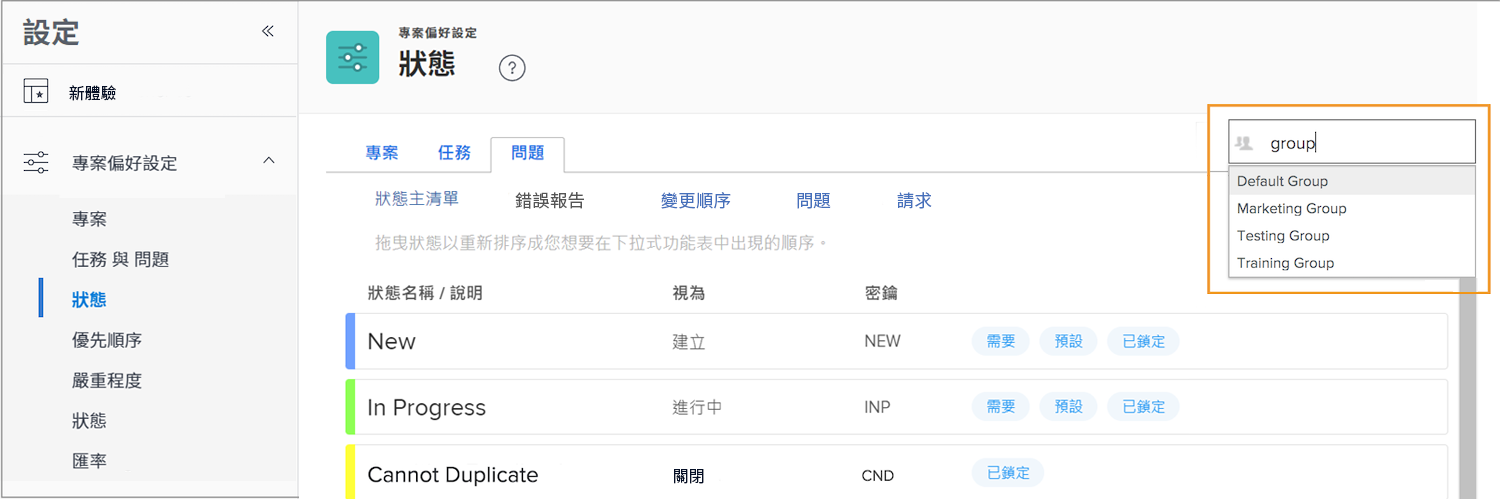 設定 «
新體驗
專案偏好設定
專案
任務 與 問題
狀態
優先順序
嚴重程度
狀態
匯率
專案偏好設定
狀態 ?
group
Default Group
Marketing Group
Testing Group
Training Group
專案 任務 問題
狀態主清單 錯誤報告 變更順序 問題 請求
拖曳狀態以重新排序成您想要在下拉式功能表中出現的順序。
狀態名稱 / 說明 視為 密鑰
New 建立 NEW 需要 預設 已鎖定
In Progress 進行中 INP 需要 預設 已鎖定
Cannot Duplicate 關閉 CND 已鎖定